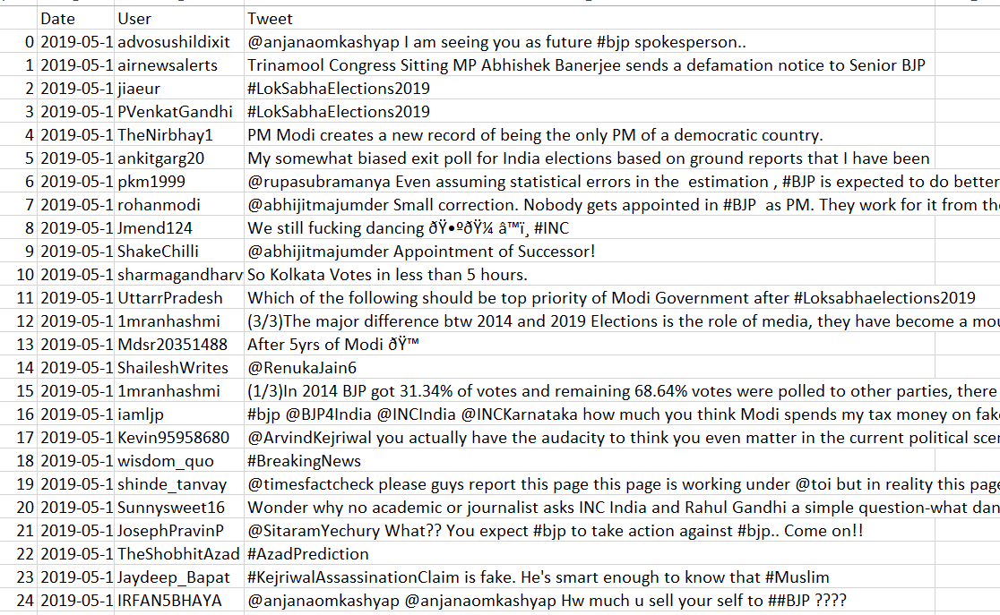 Date User Tweet
0 2019-05-1 advosushildixit @anjanaomkashyap I am seeing you as future #bjp spokesperson..
1 2019-05-1 airnewsalerts Trinamool Congress Sitting MP Abhishek Banerjee sends a defamation notice to Senior BJP
2 2019-05-1 jiaeur #LokSabhaElections2019
3 2019-05-1 PVenkatGandhi #LokSabhaElections2019
4 2019-05-1 TheNirbhay1 PM Modi creates a new record of being the only PM of a democratic country.
5 2019-05-1 ankitgarg20 My somewhat biased exit poll for India elections based on ground reports that I have been
6 2019-05-1 pkm1999 @rupasubramanya Even assuming statistical errors in the  estimation , #BJP is expected to do better
7 2019-05-1 rohanmodi @abhijitmajumder Small correction. Nobody gets appointed in #BJP  as PM. They work for it from the
8 2019-05-1 Jmend124 We still fucking dancing ðŸ•ºðŸ¼ â™ï¸ #INC
9 2019-05-1 ShakeChilli @abhijitmajumder Appointment of Successor!
10 2019-05-1 sharmagandharv So Kolkata Votes in less than 5 hours.
11 2019-05-1 UttarrPradesh Which of the following should be top priority of Modi Government after #Loksabhaelections2019
12 2019-05-1 1mranhashmi (3/3)The major difference btw 2014 and 2019 Elections is the role of media, they have become a mou
13 2019-05-1 Mdsr20351488 After 5yrs of Modi ðŸ™
14 2019-05-1 ShaileshWrites @RenukaJain6
15 2019-05-1 1mranhashmi (1/3)In 2014 BJP got 31.34% of votes and remaining 68.64% votes were polled to other parties, there
16 2019-05-1 iamljp #bjp @BJP4India @INCIndia @INCKarnataka how much you think Modi spends my tax money on fak
17 2019-05-1 Kevin95958680 @ArvindKejriwal you actually have the audacity to think you even matter in the current political scen
18 2019-05-1 wisdom_quo #BreakingNews
19 2019-05-1 shinde_tanvay @timesfactcheck please guys report this page this page is working under @toi but in reality this page
20 2019-05-1 Sunnysweet16 Wonder why no academic or journalist asks INC India and Rahul Gandhi a simple question-what dan
21 2019-05-1 JosephPravinP @SitaramYechury What?? You expect #bjp to take action against #bjp.. Come on!!
22 2019-05-1 TheShobhitAzad #AzadPrediction
23 2019-05-1 Jaydeep_Bapat #KejriwalAssassinationClaim is fake. He's smart enough to know that #Muslim
24 2019-05-1 IRFAN5BHAYA @anjanaomkashyap @anjanaomkashyap Hw much u sell your self to ##BJP ????